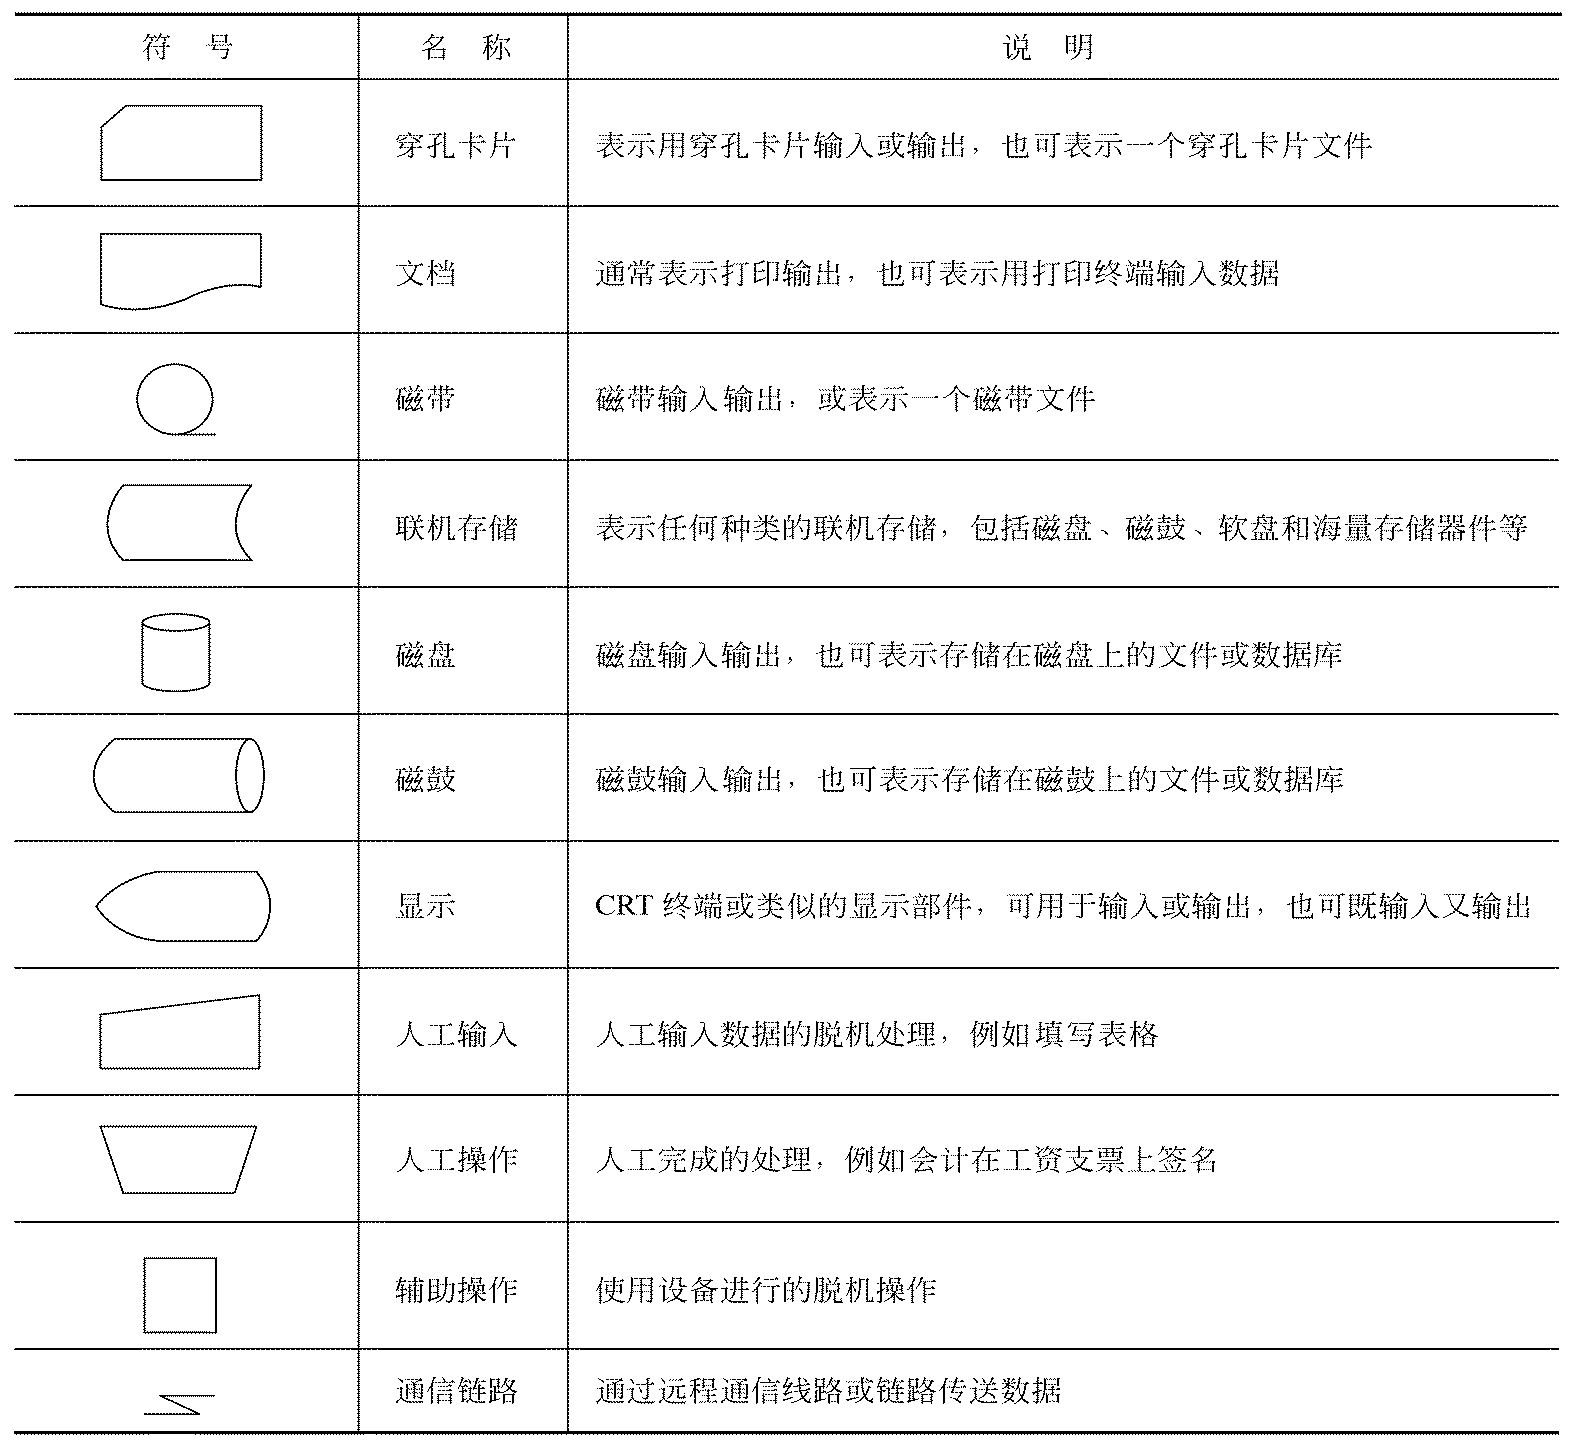 符 号 名 称 说 明
穿孔卡片 表示用穿孔卡片输入或输出，也可表示一个穿孔卡片文件
文档 通常表示打印输出，也可表示用打印终端输入数据
磁带 磁带输入输出，或表示一个磁带文件
联机存储 表示任何种类的联机存储，包括磁盘、磁鼓、软盘和海量存储器件等
磁盘 磁盘输入输出，也可表示存储在磁盘上的文件或数据库
磁鼓 磁鼓输入输出，也可表示存储在磁鼓上的文件或数据库
显示 CRT 终端或类似的显示部件，可用于输入或输出，也可既输入又输出
人工输入 人工输入数据的脱机处理，例如填写表格
人工操作 人工完成的处理，例如会计在工资支票上签名
辅助操作 使用设备进行的脱机操作
通信链路 通过远程通信线路或链路传送数据